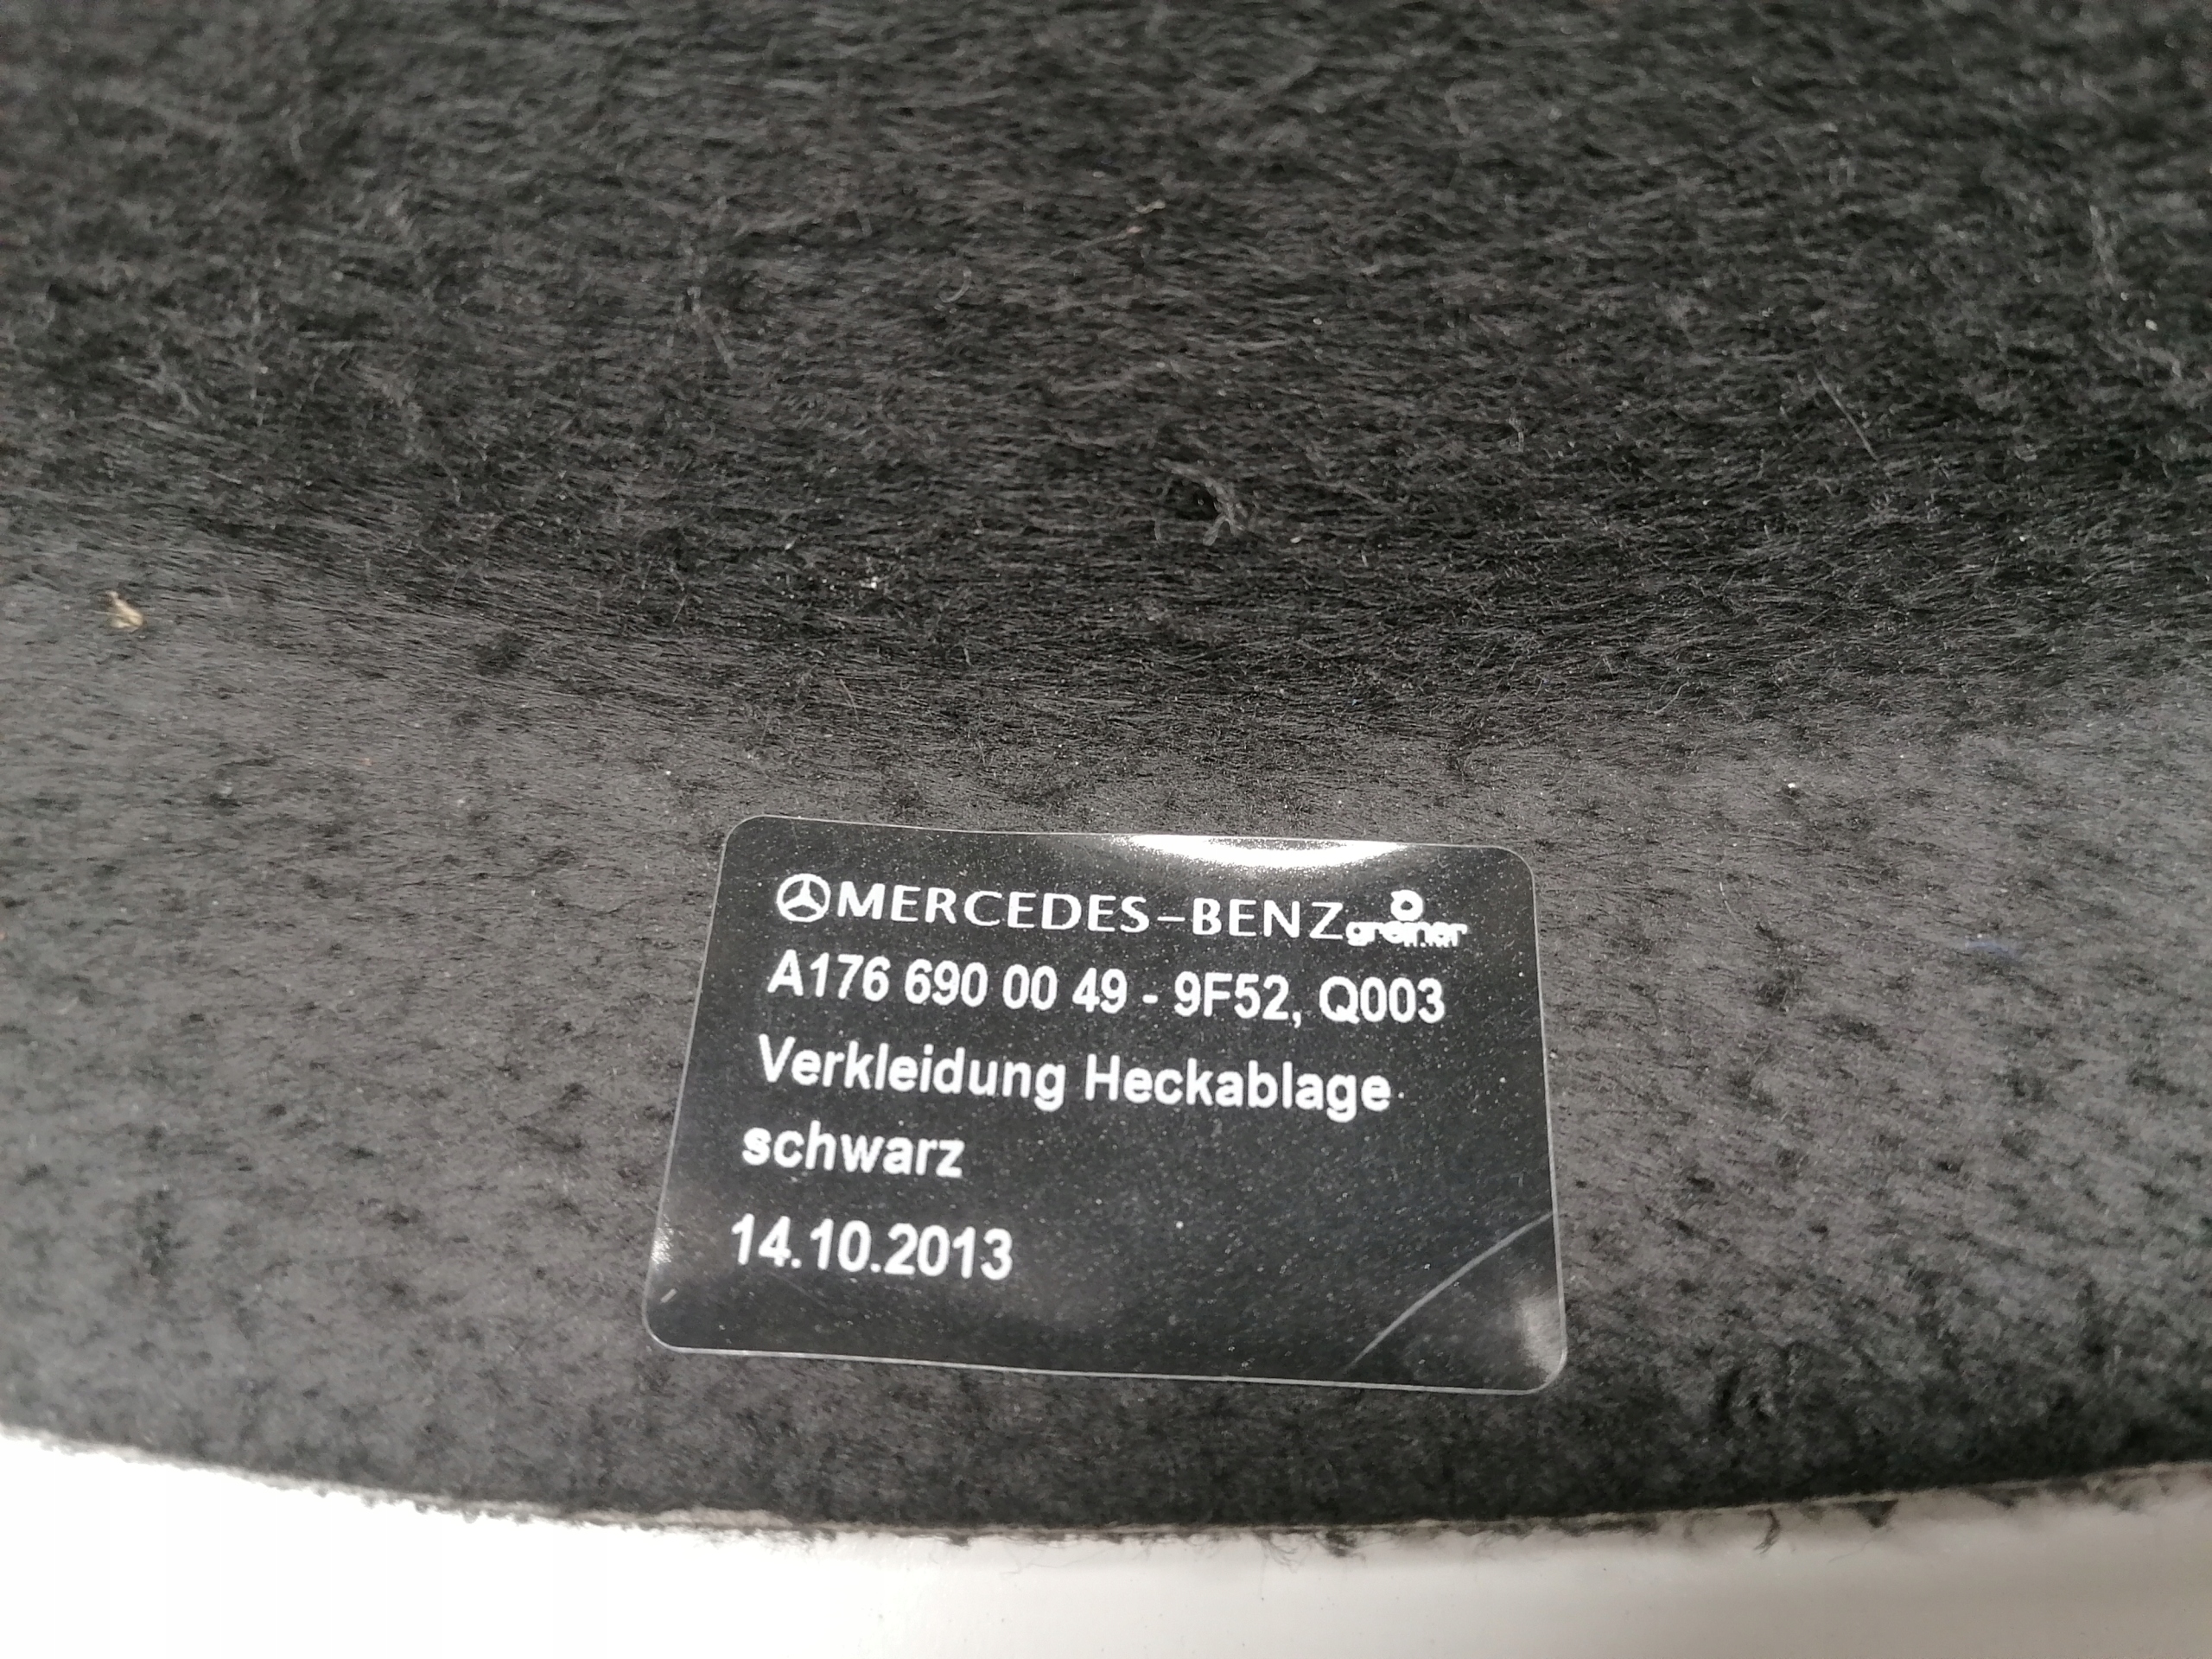 MERCEDES-BENZ greiner
A176 690 00 49 - 9F52, Q003
Verkleidung Heckablage
schwarz
14.10.2013